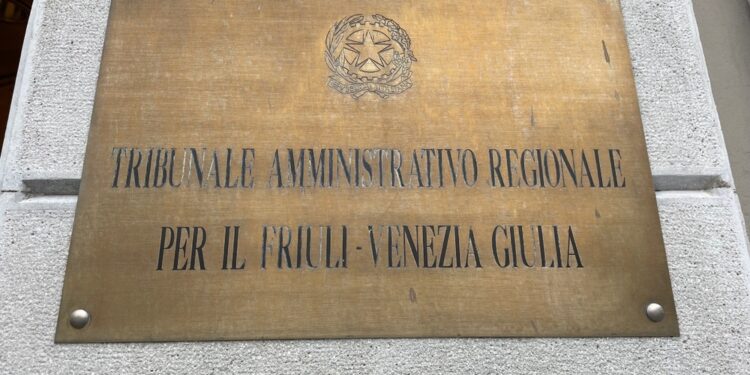 TRIBUNALE AMMINISTRATIVO REGIONALE
PER IL FRIULI - VENEZIA GIULIA